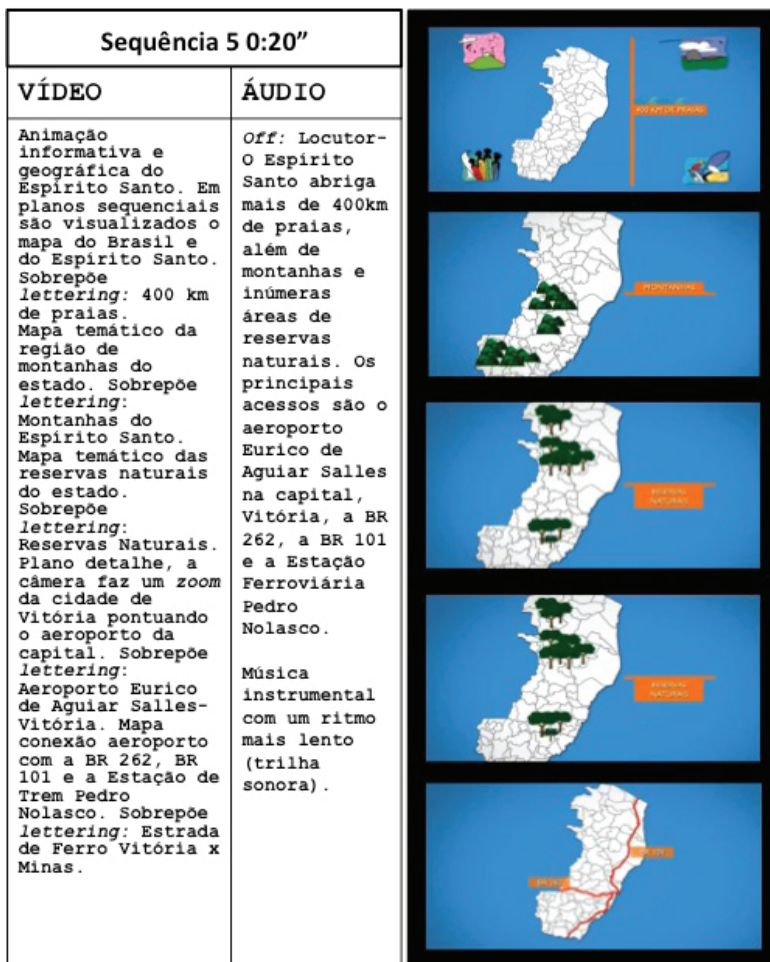 Sequência 5 0:20”
VÍDEO
Animação
informativa e
geográfica do
Espírito Santo. Em
planos sequenciais
são visualizados o
mapa do Brasil e
do Espírito Santo.
Sobrepõe
lettering: 400 km
de praias.
Mapa temático da
região de
montanhas do
estado. Sobrepõe
lettering:
Montanhas do
Espírito Santo.
Mapa temático das
reservas naturais
do estado.
Sobrepõe
lettering:
Reservas Naturais.
Plano detalhe, a
câmera faz um zoom
da cidade de
Vitória pontuando
o aeroporto da
capital. Sobrepõe
lettering:
Aeroporto Eurico
de Aguiar Salles-
Vitória. Mapa
conexão aeroporto
com a BR 262, BR
101 e a Estação de
Trem Pedro
Nolasco. Sobrepõe
lettering: Estrada
de Ferro Vitória x
Minas.
ÁUDIO
Off: Locutor-
O Espírito
Santo abriga
mais de 400km
de praias,
além de
montanhas e
inúmeras
áreas de
reservas
naturais. Os
principais
acessos são o
aeroporto
Eurico de
Aguiar Salles
na capital,
Vitória, a BR
262, a BR 101
e a Estação
Ferroviária
Pedro
Nolasco.
Música
instrumental
com um ritmo
mais lento
(trilha
sonora).
400 KM DE PRAIAS
MONTANHAS
NATURAIS
NATURAIS
BR 262